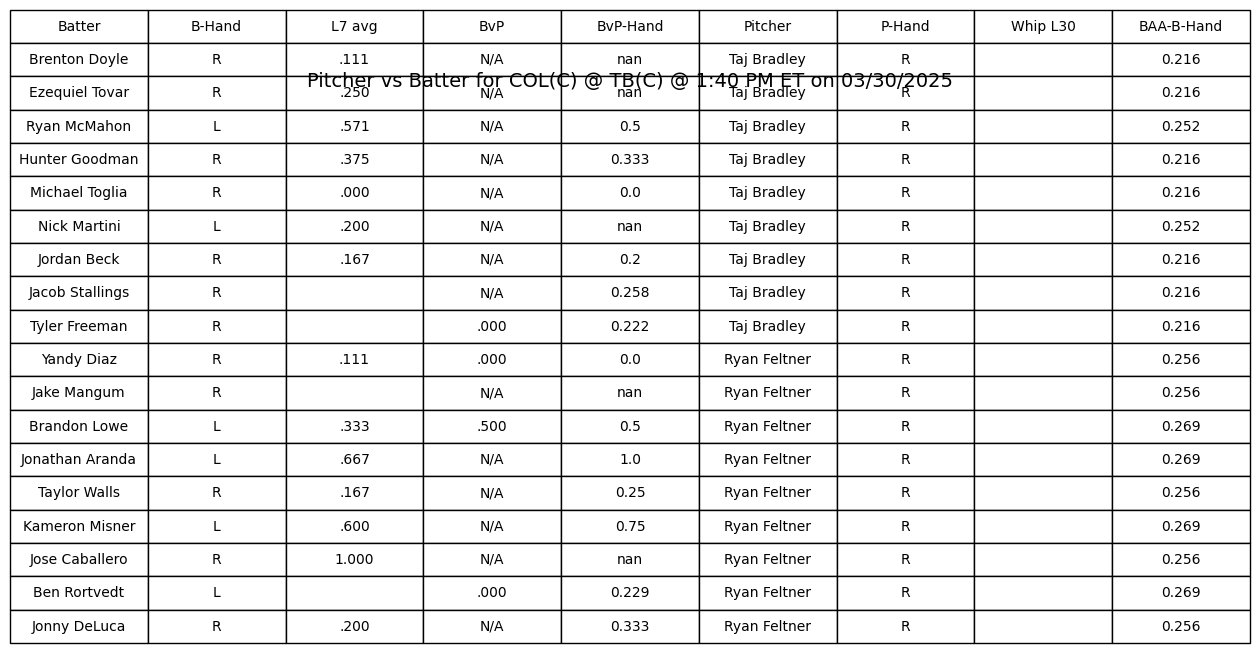 Batter B-Hand L7 avg BvP BvP-Hand Pitcher P-Hand Whip L30 BAA-B-Hand
Brenton Doyle R .111 N/A nan Taj Bradley R 0.216
Pitcher vs Batter for COL(C) @ TB(C) @ 1:40 PM ET on 03/30/2025
Ezequiel Tovar R .250 N/A nan Taj Bradley R 0.216
Ryan McMahon L .571 N/A 0.5 Taj Bradley R 0.252
Hunter Goodman R .375 N/A 0.333 Taj Bradley R 0.216
Michael Toglia R .000 N/A 0.0 Taj Bradley R 0.216
Nick Martini L .200 N/A nan Taj Bradley R 0.252
Jordan Beck R .167 N/A 0.2 Taj Bradley R 0.216
Jacob Stallings R N/A 0.258 Taj Bradley R 0.216
Tyler Freeman R .000 0.222 Taj Bradley R 0.216
Yandy Diaz R .111 .000 0.0 Ryan Feltner R 0.256
Jake Mangum R N/A nan Ryan Feltner R 0.256
Brandon Lowe L .333 .500 0.5 Ryan Feltner R 0.269
Jonathan Aranda L .667 N/A 1.0 Ryan Feltner R 0.269
Taylor Walls R .167 N/A 0.25 Ryan Feltner R 0.256
Kameron Misner L .600 N/A 0.75 Ryan Feltner R 0.269
Jose Caballero R 1.000 N/A nan Ryan Feltner R 0.256
Ben Rortvedt L .000 0.229 Ryan Feltner R 0.269
Jonny DeLuca R .200 N/A 0.333 Ryan Feltner R 0.256